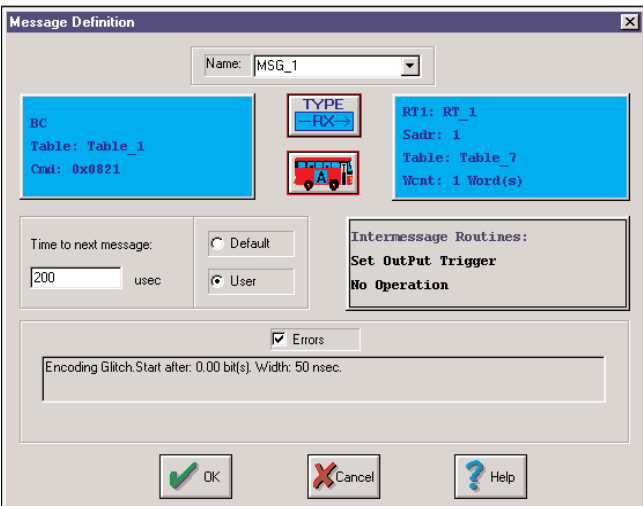 Message Definition
Name: MSG_1
BC
Table: Table_1
Cmd: 0x0821
TYPE
RX
A
RT1: RT_1
Sadr: 1
Table: Table_7
Wcnt: 1 Word(s)
Time to next message:
200 usec
Default
User
Intermessage Routines:
Set OutPut Trigger
No Operation
Errors
Encoding Glitch.Start after: 0.00 bit(s). Width: 50 nsec.
OK
Cancel
? Help